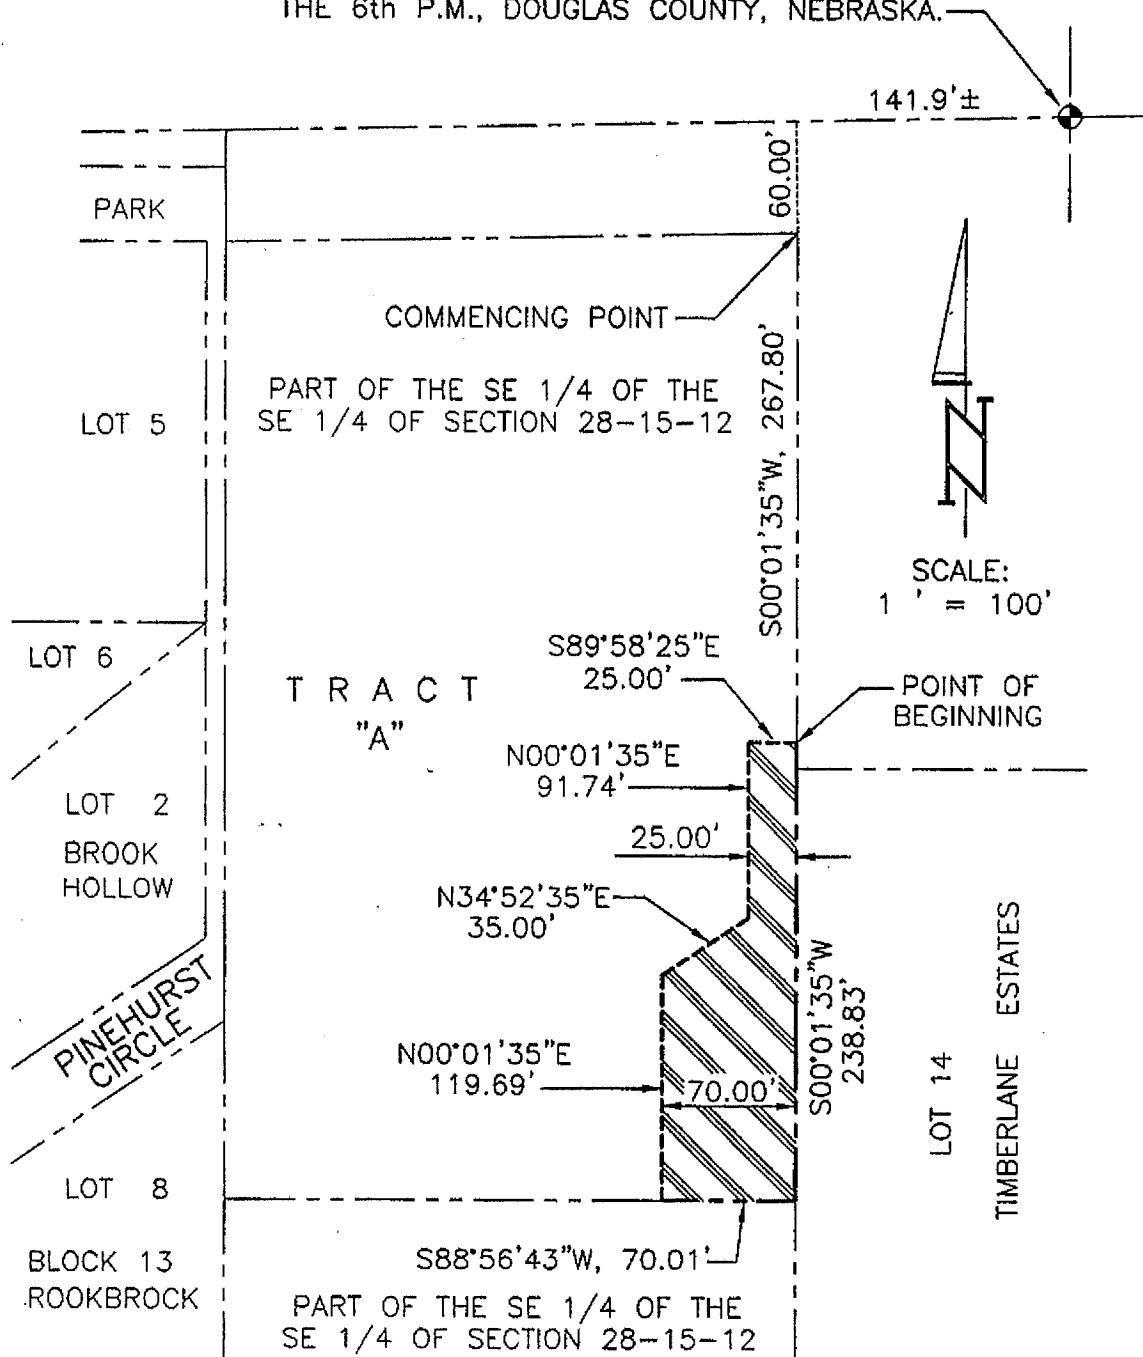 THE 6th P.M., DOUGLAS COUNTY, NEBRASKA.
141.9'±
60.00'
PARK
COMMENCING POINT
PART OF THE SE 1/4 OF THE
SE 1/4 OF SECTION 28-15-12
LOT 5
S00°01'35"W, 267.80'
N
SCALE:
1 ' = 100'
LOT 6
S89°58'25"E
25.00'
T R A C T
"A"
POINT OF
BEGINNING
N00°01'35"E
91.74'
LOT 2
BROOK
HOLLOW
25.00'
N34°52'35"E
35.00'
S00°01'35"W
238.83'
PINEHURST
CIRCLE
N00°01'35"E
119.69'
70.00'
LOT 14
TIMBERLANE ESTATES
LOT 8
S88°56'43"W, 70.01'
BLOCK 13
ROOKBROCK
PART OF THE SE 1/4 OF THE
SE 1/4 OF SECTION 28-15-12